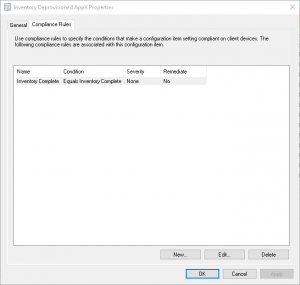 Inventory Deprovisioned AppX Properties
General
Compliance Rules
Use compliance rules to specify the conditions that make a configuration item setting compliant on client devices. The
following compliance rules are associated with this configuration item.
Name Condition Severity Remediate
Inventory Complete Equals Inventory Complete None No
New... Edit... Delete
OK Cancel Apply